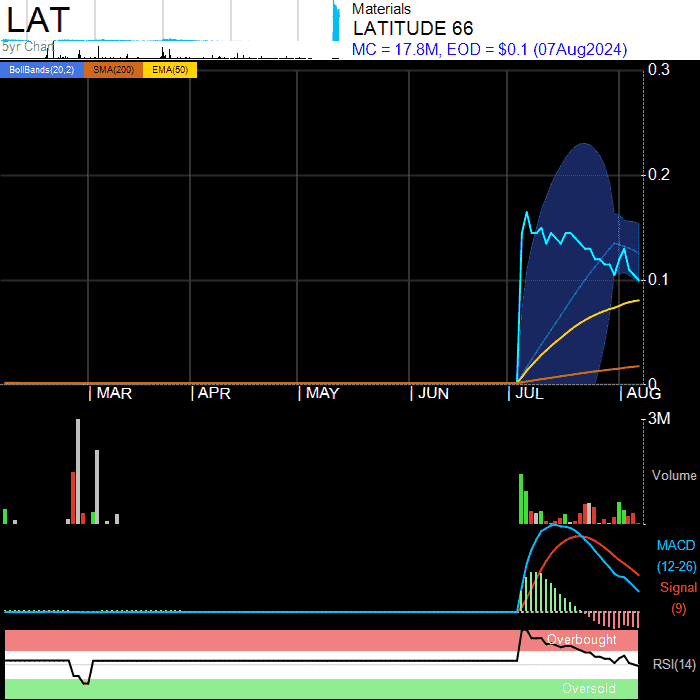 LAT
Materials
LATITUDE 66
5yr Chart
MC = 17.8M, EOD = $0.1 (07Aug2024)
BollBands(20,2) SMA(200) EMA(50)
0.3
0.2
0.1
0
MAR APR MAY JUN JUL AUG
3M
Volume
MACD
(12-26)
Signal
(9)
Overbought
RSI(14)
Oversold